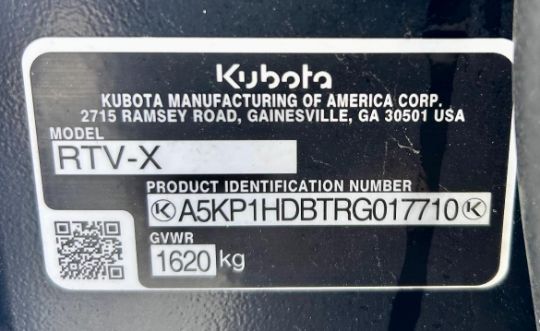 Kubota
KUBOTA MANUFACTURING OF AMERICA CORP.
2715 RAMSEY ROAD, GAINESVILLE, GA 30501 USA
MODEL
RTV-X
PRODUCT IDENTIFICATION NUMBER
A5KP1HDBTRG017710
GVWR
1620 kg